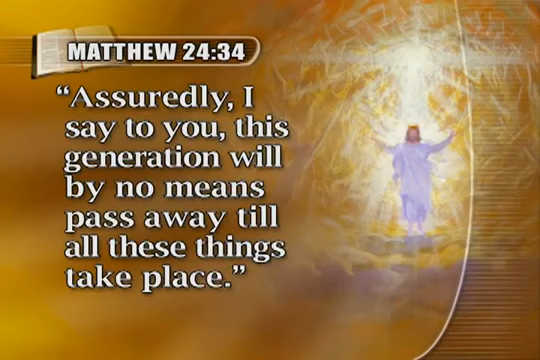 MATTHEW 24:34
“Assuredly, I
say to you, this
generation will
by no means
pass away till
all these things
take place.”